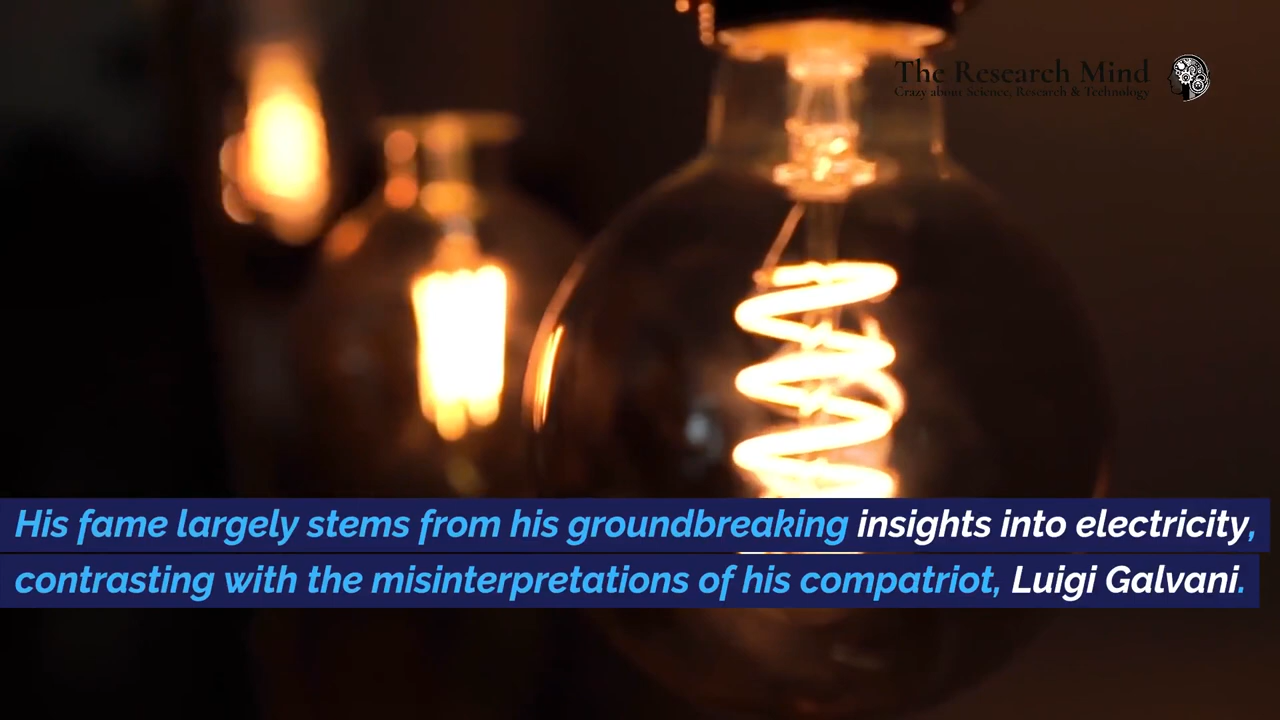 The Research Mind
Crazy about Science, Research & Technology
His fame largely stems from his groundbreaking insights into electricity,
contrasting with the misinterpretations of his compatriot, Luigi Galvani.